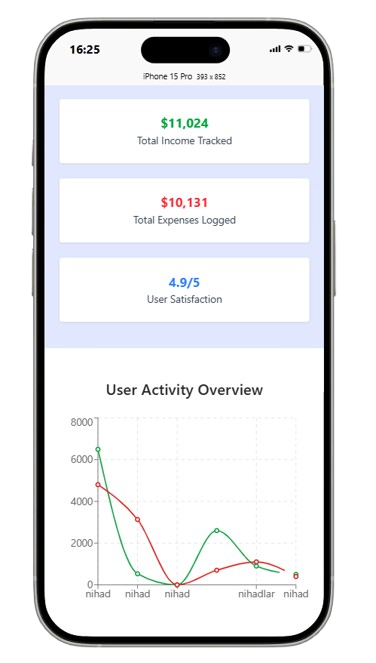 16:25
iPhone 15 Pro 393 x 852
$11,024
Total Income Tracked
$10,131
Total Expenses Logged
4.9/5
User Satisfaction
User Activity Overview
8000
6000
4000
2000
0
nihad nihad nihad nihadlar nihad